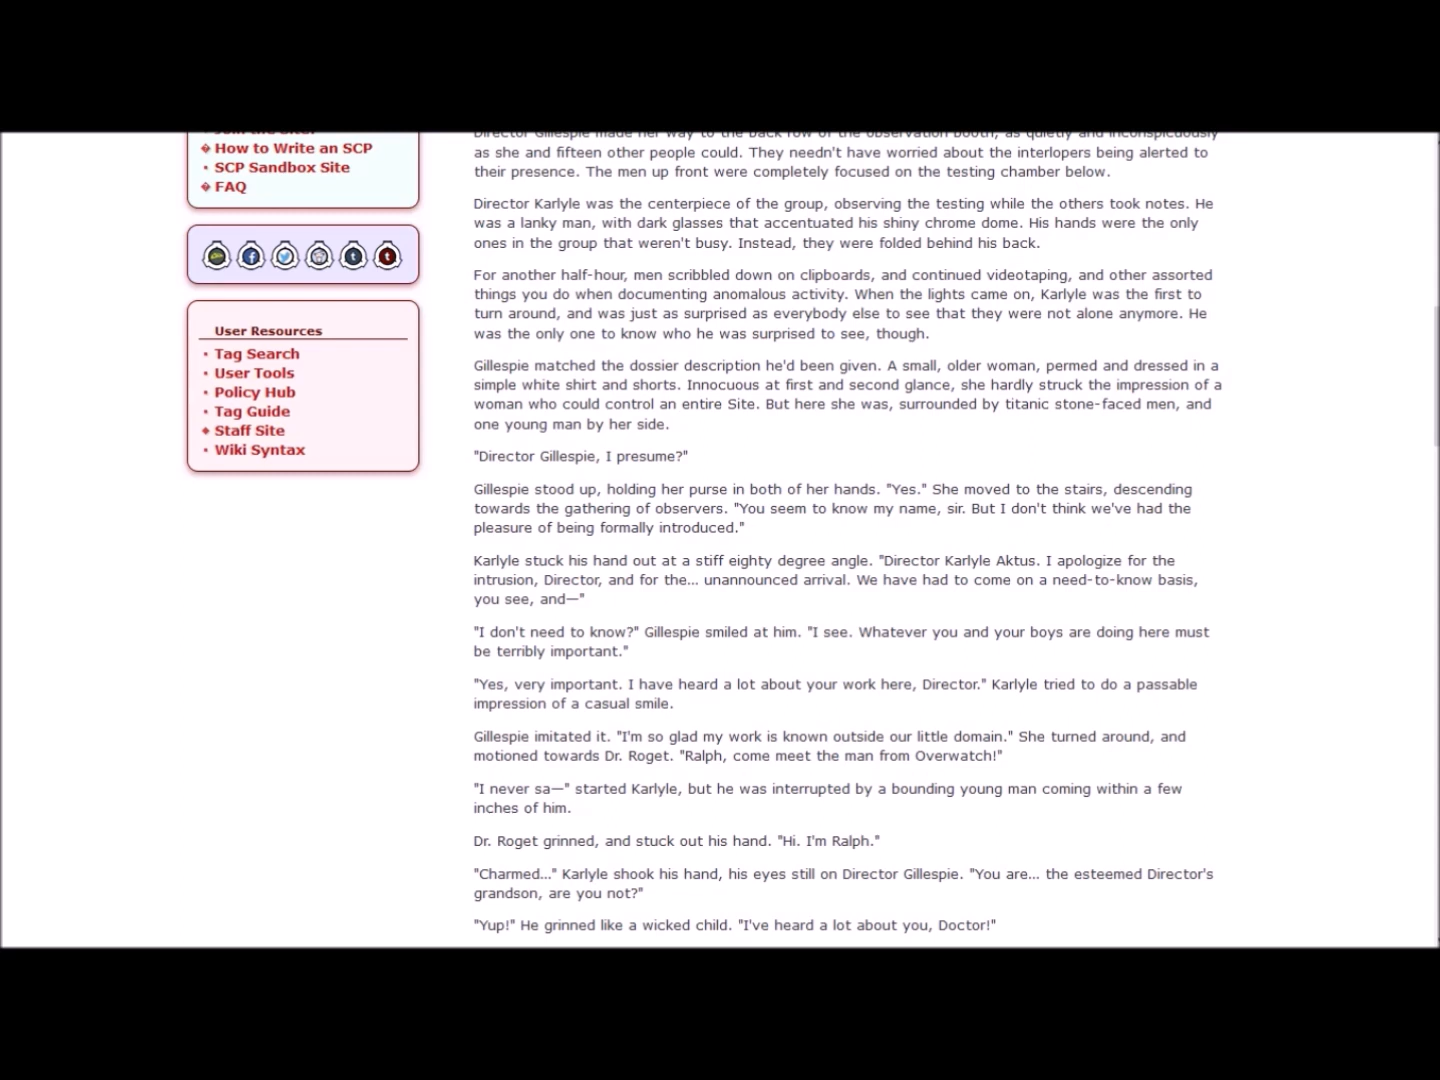 How to Write an SCP
SCP Sandbox Site
FAQ
User Resources
Tag Search
User Tools
Policy Hub
Tag Guide
Staff Site
Wiki Syntax
Director Gillespie made her way to the back row of the observation booth, as quietly and inconspicuously
as she and fifteen other people could. They needn't have worried about the interlopers being alerted to
their presence. The men up front were completely focused on the testing chamber below.
Director Karlyle was the centerpiece of the group, observing the testing while the others took notes. He
was a lanky man, with dark glasses that accentuated his shiny chrome dome. His hands were the only
ones in the group that weren't busy. Instead, they were folded behind his back.
For another half-hour, men scribbled down on clipboards, and continued videotaping, and other assorted
things you do when documenting anomalous activity. When the lights came on, Karlyle was the first to
turn around, and was just as surprised as everybody else to see that they were not alone anymore. He
was the only one to know who he was surprised to see, though.
Gillespie matched the dossier description he'd been given. A small, older woman, permed and dressed in a
simple white shirt and shorts. Innocuous at first and second glance, she hardly struck the impression of a
woman who could control an entire Site. But here she was, surrounded by titanic stone-faced men, and
one young man by her side.
"Director Gillespie, I presume?"
Gillespie stood up, holding her purse in both of her hands. "Yes." She moved to the stairs, descending
towards the gathering of observers. "You seem to know my name, sir. But I don't think we've had the
pleasure of being formally introduced."
Karlyle stuck his hand out at a stiff eighty degree angle. "Director Karlyle Aktus. I apologize for the
intrusion, Director, and for the... unannounced arrival. We have had to come on a need-to-know basis,
you see, and—"
"I don't need to know?" Gillespie smiled at him. "I see. Whatever you and your boys are doing here must
be terribly important."
"Yes, very important. I have heard a lot about your work here, Director." Karlyle tried to do a passable
impression of a casual smile.
Gillespie imitated it. "I'm so glad my work is known outside our little domain." She turned around, and
motioned towards Dr. Roget. "Ralph, come meet the man from Overwatch!"
"I never sa—" started Karlyle, but he was interrupted by a bounding young man coming within a few
inches of him.
Dr. Roget grinned, and stuck out his hand. "Hi. I'm Ralph."
"Charmed..." Karlyle shook his hand, his eyes still on Director Gillespie. "You are... the esteemed Director's
grandson, are you not?"
"Yup!" He grinned like a wicked child. "I've heard a lot about you, Doctor!"